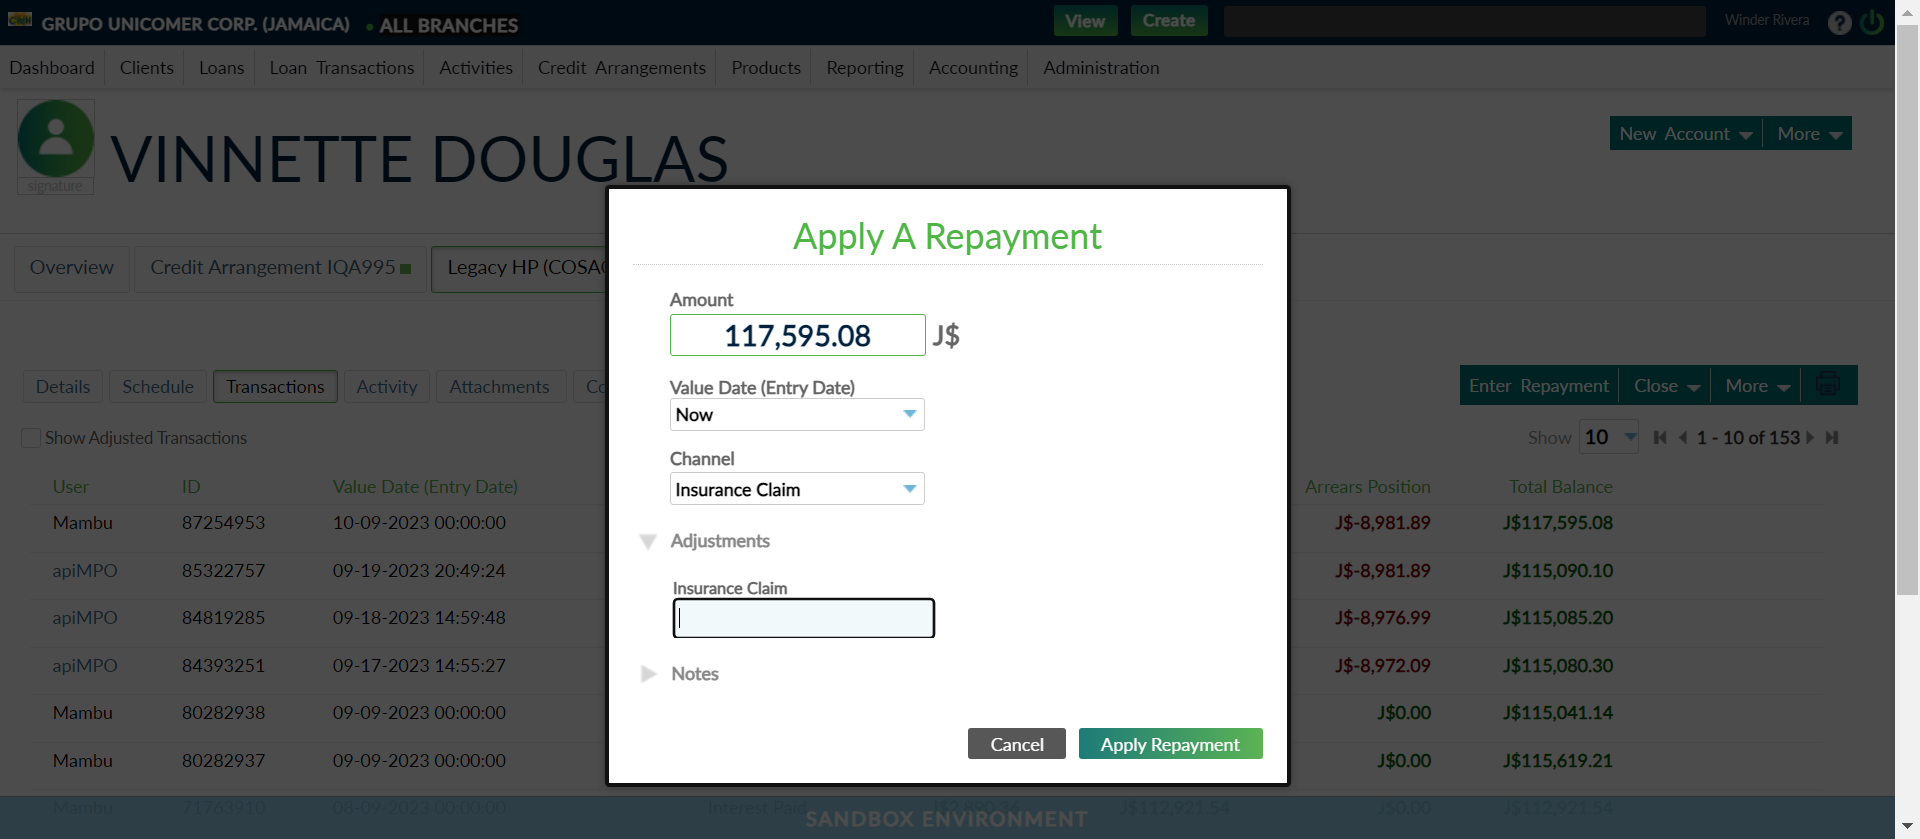 GRUPO UNICOMER CORP. (JAMAICA) • ALL BRANCHES View Create Winder Rivera ?
Dashboard Clients Loans Loan Transactions Activities Credit Arrangements Products Reporting Accounting Administration
signature
VINNETTE DOUGLAS
New Account More
Overview Credit Arrangement IQA995 Legacy HP (COSAC
Apply A Repayment
Amount
117,595.08 J$
Value Date (Entry Date)
Now
Channel
Insurance Claim
Adjustments
Insurance Claim
Notes
Cancel Apply Repayment
Details Schedule Transactions Activity Attachments Co
Enter Repayment Close More
Show Adjusted Transactions
Show 10 1 - 10 of 153
User ID Value Date (Entry Date) Arrears Position Total Balance
Mambu 87254953 10-09-2023 00:00:00 J$-8,981.89 J$117,595.08
apiMPO 85322757 09-19-2023 20:49:24 J$-8,981.89 J$115,090.10
apiMPO 84819285 09-18-2023 14:59:48 J$-8,976.99 J$115,085.20
apiMPO 84393251 09-17-2023 14:55:27 J$-8,972.09 J$115,080.30
Mambu 80282938 09-09-2023 00:00:00 J$0.00 J$115,041.14
Mambu 80282937 09-09-2023 00:00:00 J$0.00 J$115,619.21
Mambu 71763910 08-09-2023 00:00:00 Interest Paid J$2,890.36 J$112,921.54 J$0.00 J$112,921.54
SANDBOX ENVIRONMENT